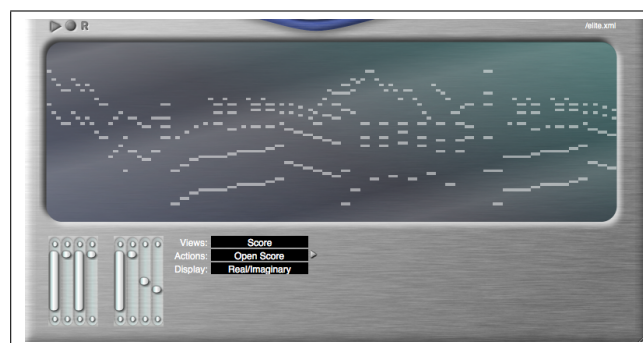 R
/elite.xml
Views: Score
Actions: Open Score
Display: Real/Imaginary